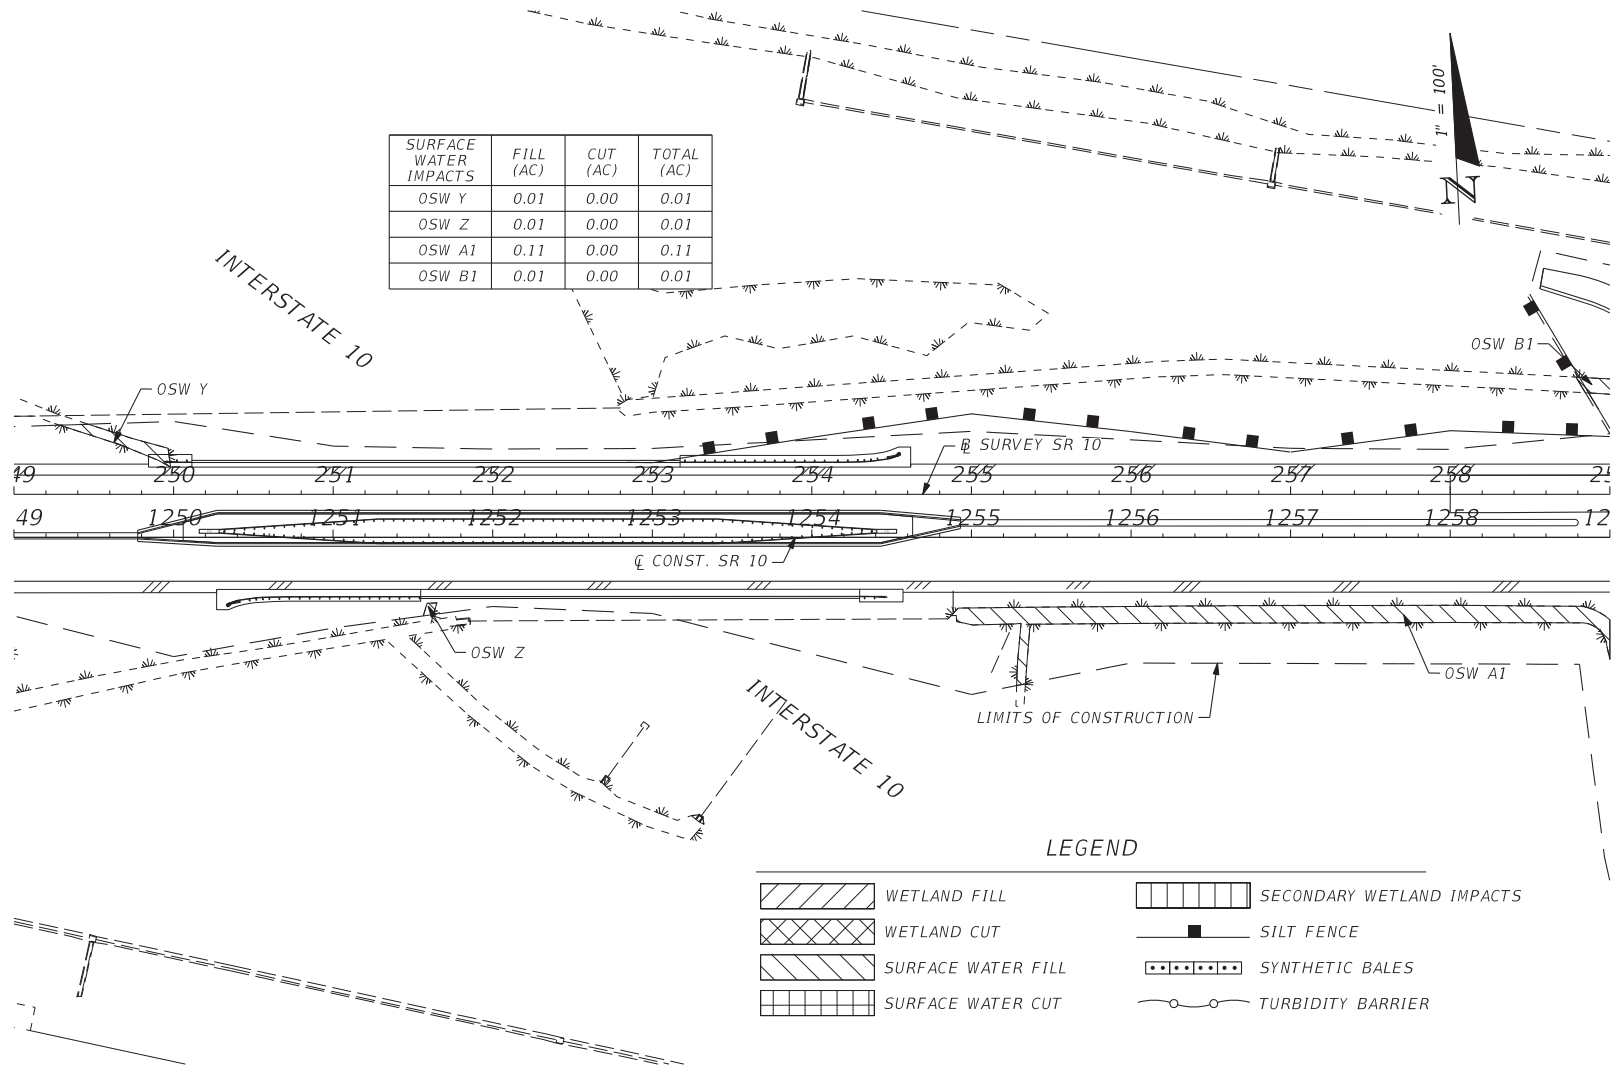 1" = 100'
N
SURFACE WATER IMPACTS FILL (AC) CUT (AC) TOTAL (AC)
OSW Y 0.01 0.00 0.01
OSW Z 0.01 0.00 0.01
OSW A1 0.11 0.00 0.11
OSW B1 0.01 0.00 0.01
INTERSTATE 10
OSW B1
OSW Y
℄ SURVEY SR 10
49 250 251 252 253 254 255 256 257 258 25
49 1250 1251 1252 1253 1254 1255 1256 1257 1258 12
℄ CONST. SR 10
OSW Z
OSW A1
INTERSTATE 10
LIMITS OF CONSTRUCTION
LEGEND
WETLAND FILL
WETLAND CUT
SURFACE WATER FILL
SURFACE WATER CUT
SECONDARY WETLAND IMPACTS
SILT FENCE
SYNTHETIC BALES
TURBIDITY BARRIER